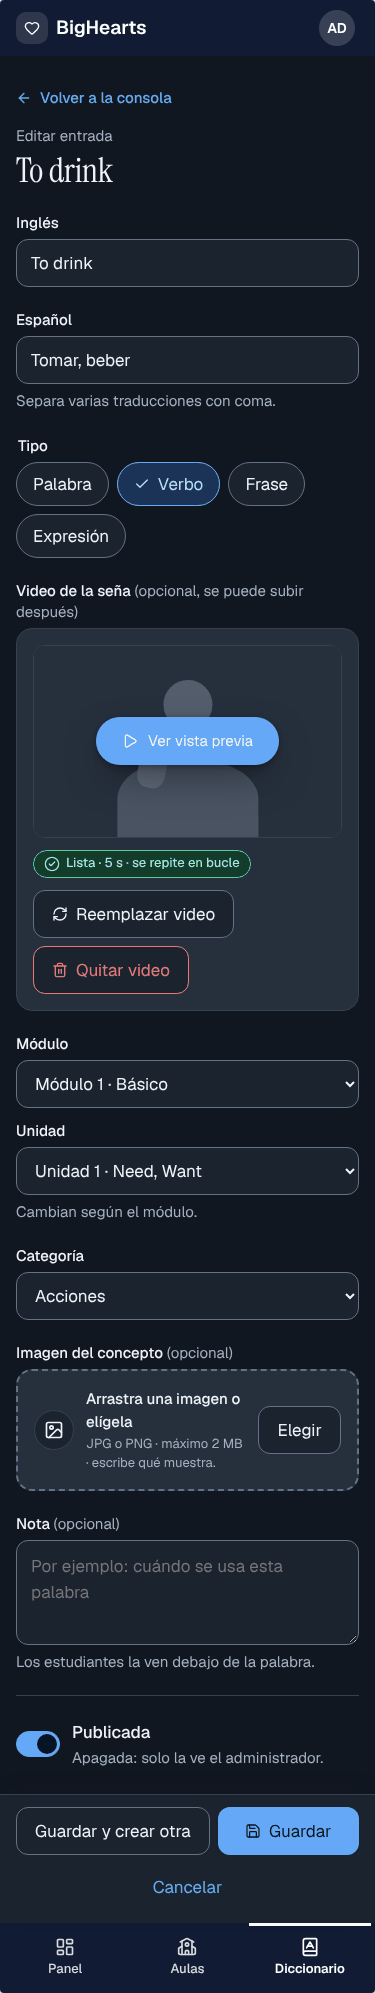 BigHearts
AD
Volver a la consola
Editar entrada
To drink
Inglés
To drink
Español
Tomar, beber
Separa varias traducciones con coma.
Tipo
Palabra
Verbo
Frase
Expresión
Video de la seña (opcional, se puede subir
después)
Ver vista previa
Lista · 5 s · se repite en bucle
Reemplazar video
Quitar video
Módulo
Módulo 1 · Básico
Unidad
Unidad 1 · Need, Want
Cambian según el módulo.
Categoría
Acciones
Imagen del concepto (opcional)
Arrastra una imagen o
elígela
JPG o PNG · máximo 2 MB
· escribe qué muestra.
Elegir
Nota (opcional)
Por ejemplo: cuándo se usa esta
palabra
Los estudiantes la ven debajo de la palabra.
Publicada
Apagada: solo la ve el administrador.
Guardar y crear otra
Guardar
Cancelar
Panel
Aulas
Diccionario